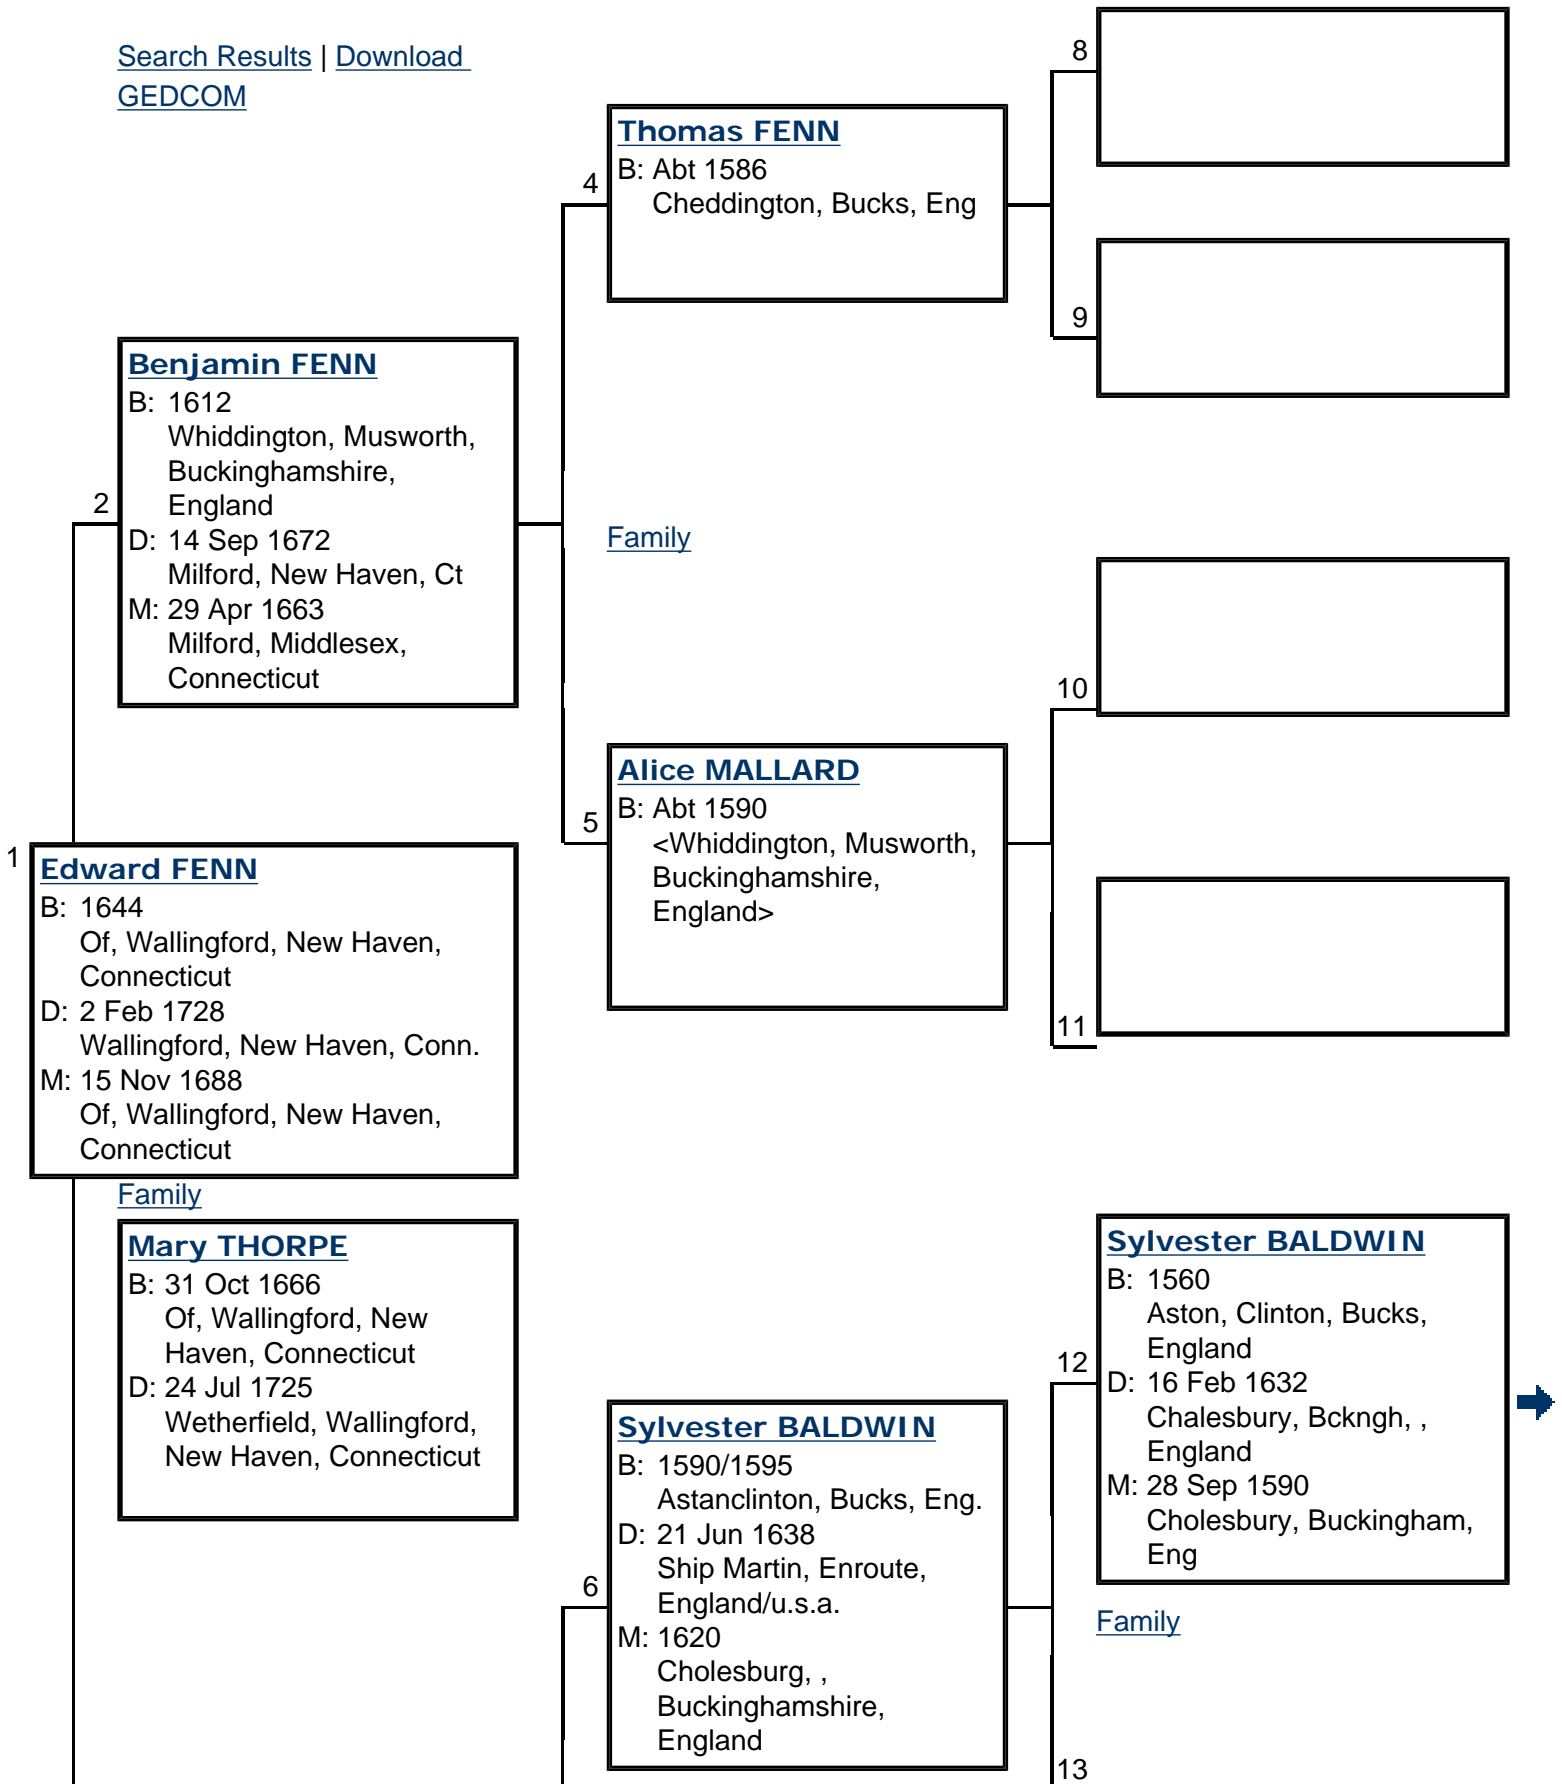 Search Results | Download
GEDCOM
8
Thomas FENN
B: Abt 1586
Cheddington, Bucks, Eng
4
9
Benjamin FENN
B: 1612
Whiddington, Musworth,
Buckinghamshire,
England
D: 14 Sep 1672
Milford, New Haven, Ct
M: 29 Apr 1663
Milford, Middlesex,
Connecticut
2
Family
10
Alice MALLARD
B: Abt 1590
<Whiddington, Musworth,
Buckinghamshire,
England>
5
11
1
Edward FENN
B: 1644
Of, Wallingford, New Haven,
Connecticut
D: 2 Feb 1728
Wallingford, New Haven, Conn.
M: 15 Nov 1688
Of, Wallingford, New Haven,
Connecticut
Family
Mary THORPE
B: 31 Oct 1666
Of, Wallingford, New
Haven, Connecticut
D: 24 Jul 1725
Wetherfield, Wallingford,
New Haven, Connecticut
Sylvester BALDWIN
B: 1560
Aston, Clinton, Bucks,
England
D: 16 Feb 1632
Chalesbury, Bckngh, ,
England
M: 28 Sep 1590
Cholesbury, Buckingham,
Eng
12
Sylvester BALDWIN
B: 1590/1595
Astanclinton, Bucks, Eng.
D: 21 Jun 1638
Ship Martin, Enroute,
England/u.s.a.
M: 1620
Cholesburg, ,
Buckinghamshire,
England
6
Family
13